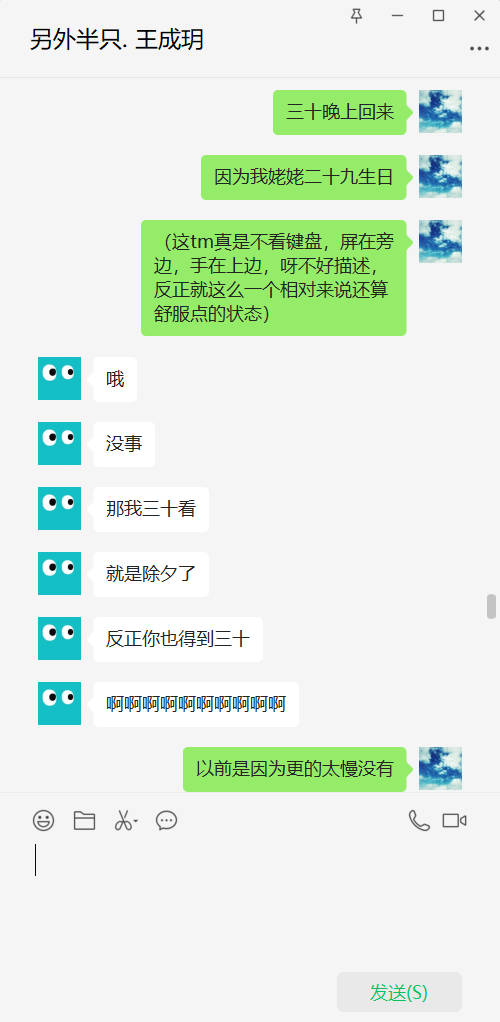 另外半只. 王成玥
三十晚上回来
因为我姥姥二十九生日
（这tm真是不看键盘，屏在旁
边，手在上边，呀不好描述，
反正就这么一个相对来说还算
舒服点的状态）
哦
没事
那我三十看
就是除夕了
反正你也得到三十
啊啊啊啊啊啊啊啊啊啊
以前是因为更的太慢没有
发送(S)